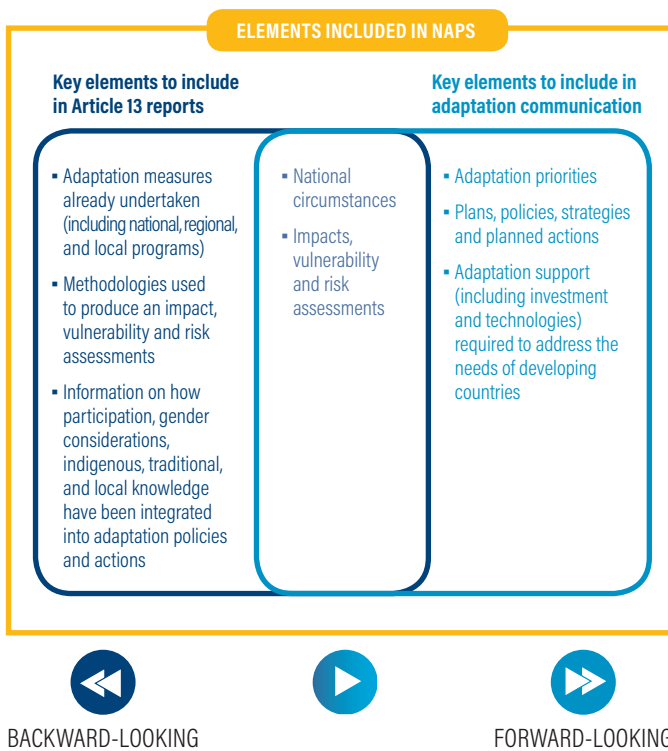 ELEMENTS INCLUDED IN NAPS
Key elements to include
in Article 13 reports
▪ Adaptation measures
already undertaken
(including national, regional,
and local programs)
▪ Methodologies used
to produce an impact,
vulnerability and risk
assessments
▪ Information on how
participation, gender
considerations,
indigenous, traditional,
and local knowledge
have been integrated
into adaptation policies
and actions
▪ National
circumstances
▪ Impacts,
vulnerability
and risk
assessments
Key elements to include in
adaptation communication
▪ Adaptation priorities
▪ Plans, policies, strategies
and planned actions
▪ Adaptation support
(including investment
and technologies)
required to address the
needs of developing
countries
BACKWARD-LOOKING
FORWARD-LOOKING